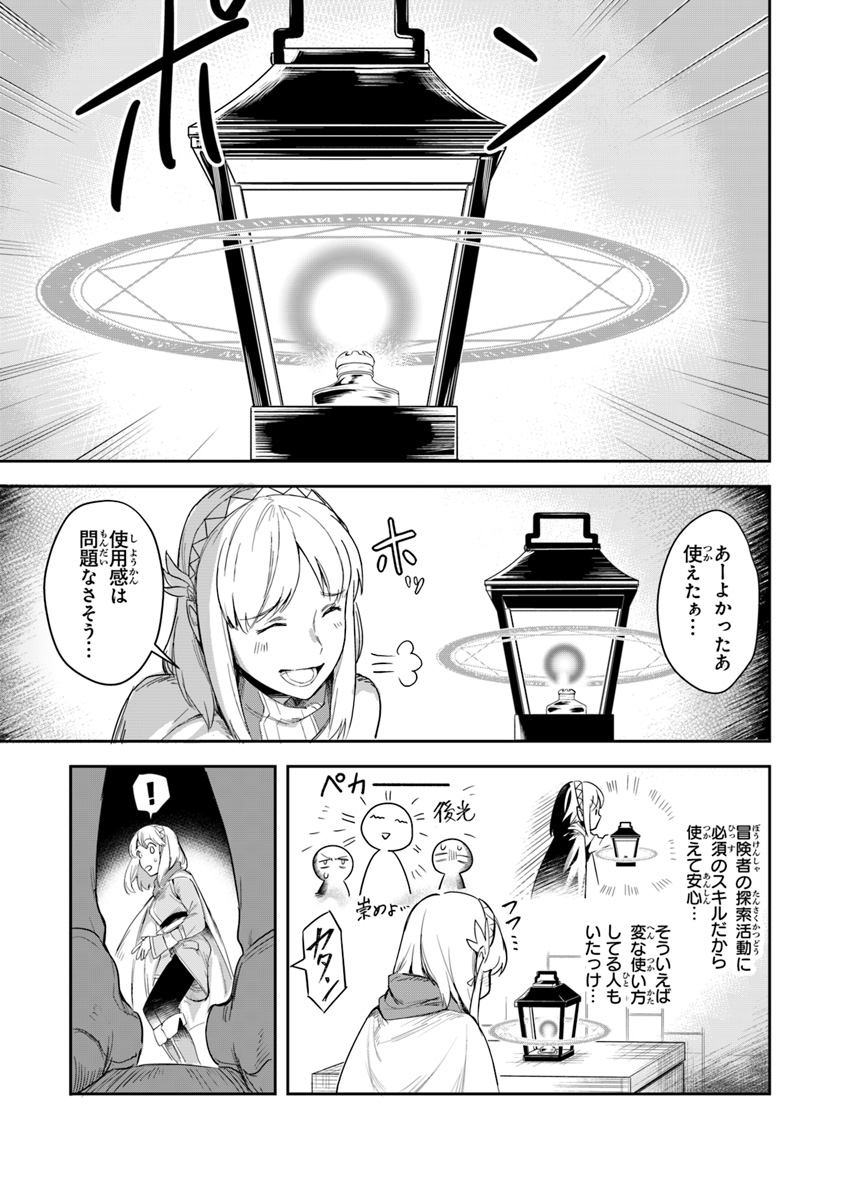 ポン
あーよかったあ
使えたぁ…
ホッ
使用感は
問題なさそう…
冒険者の探索活動に
必須のスキルだから
使えて安心…
ペカーーー
後光
崇めよ…
そういえば
変な使い方
してる人も
いたっけ…
カタン
!